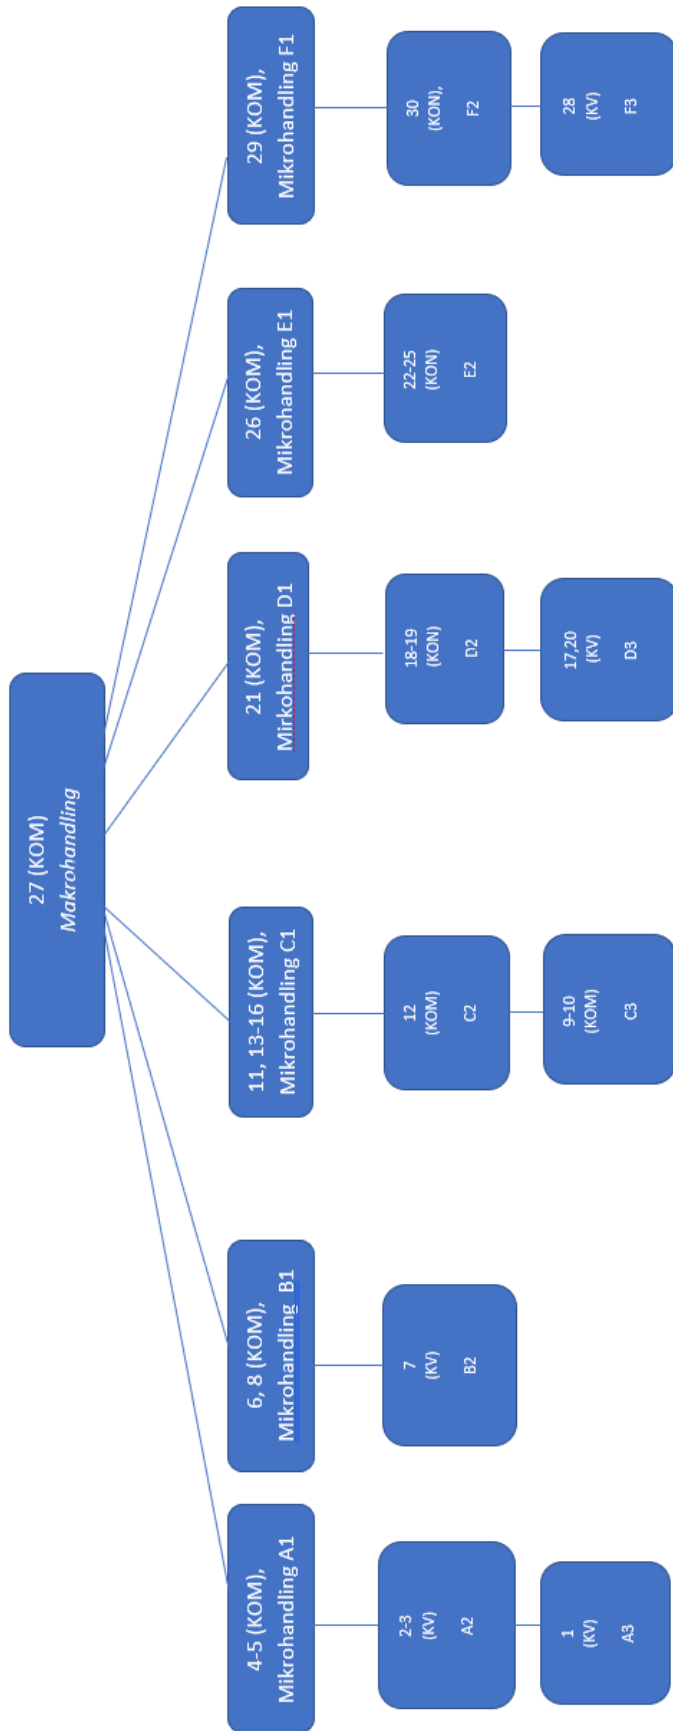 27 (KOM)
Makrohandling
4-5 (KOM),
Mikrohandling A1
6, 8 (KOM),
Mikrohandling B1
11, 13-16 (KOM),
Mikrohandling C1
21 (KOM),
Mirkohandling D1
26 (KOM),
Mikrohandling E1
29 (KOM),
Mikrohandling F1
2-3
(KV)
A2
7
(KV)
B2
12
(KOM)
C2
18-19
(KON)
D2
22-25
(KON)
E2
30
(KON),
F2
1
(KV)
A3
9-10
(KOM)
C3
17,20
(KV)
D3
28
(KV)
F3